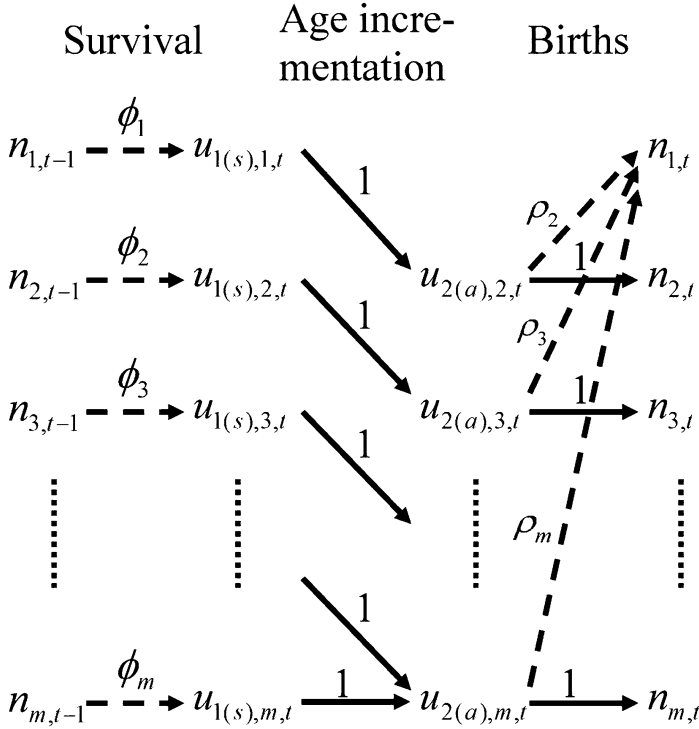 Survival
Age incre-
mentation
Births
n₁,ₜ₋₁ ϕ₁ u₁₍ₛ₎,₁,ₜ 1 ρ₂ n₁,ₜ
n₂,ₜ₋₁ ϕ₂ u₁₍ₛ₎,₂,ₜ 1 u₂₍ₐ₎,₂,ₜ 1 n₂,ₜ
ρ₃
n₃,ₜ₋₁ ϕ₃ u₁₍ₛ₎,₃,ₜ 1 u₂₍ₐ₎,₃,ₜ 1 n₃,ₜ
ρₘ
1
nₘ,ₜ₋₁ ϕₘ u₁₍ₛ₎,ₘ,ₜ 1 u₂₍ₐ₎,ₘ,ₜ 1 nₘ,ₜ